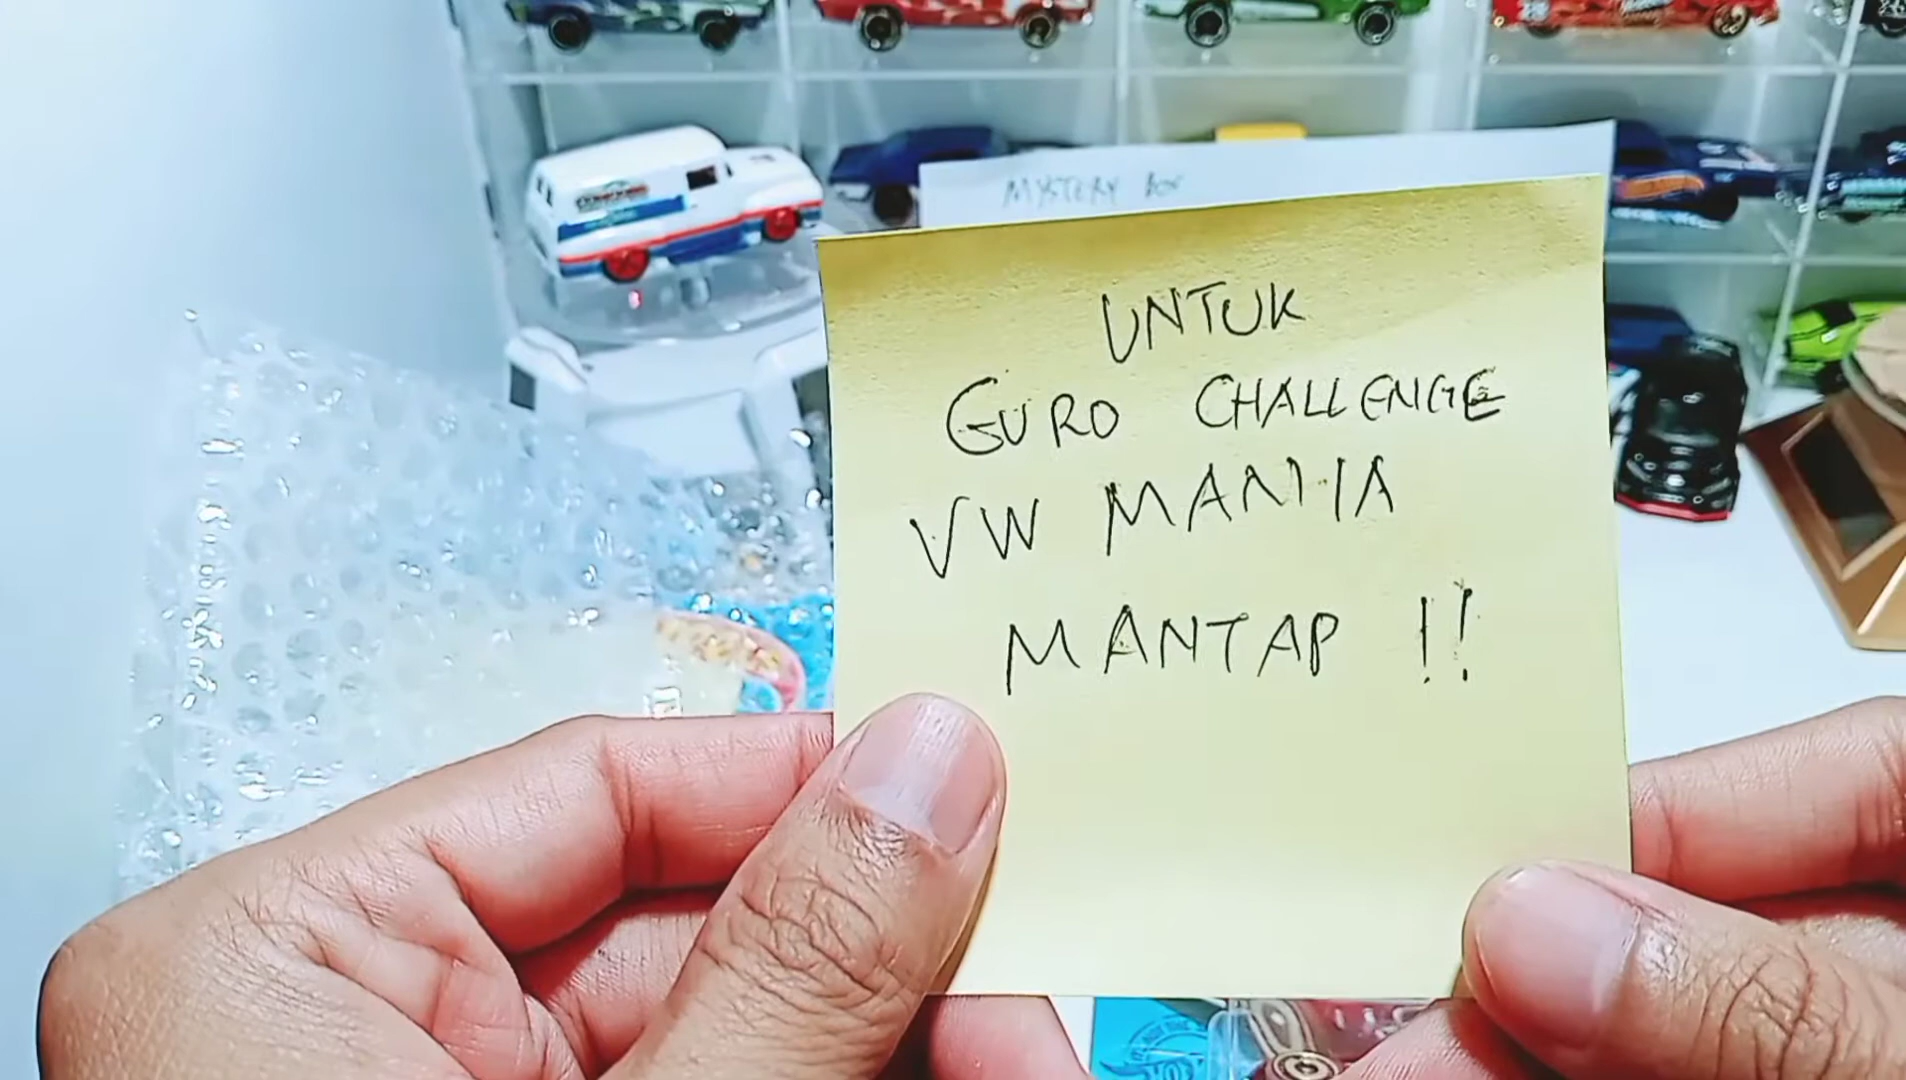 MYSTERY BOX
UNTUK
GURO CHALLENGE
VW MANIA
MANTAP !!